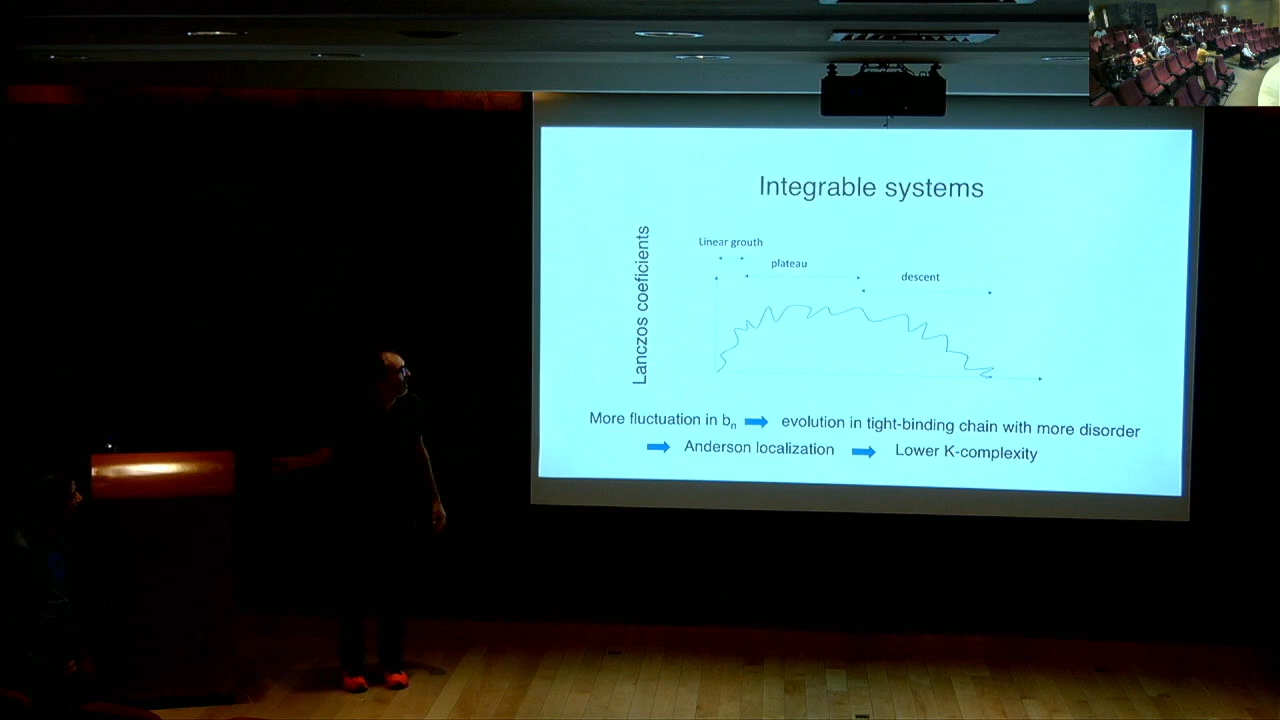 Integrable systems
Lanczos coeficients
Linear grouth
plateau
descent
More fluctuation in bn evolution in tight-binding chain with more disorder
Anderson localization Lower K-complexity